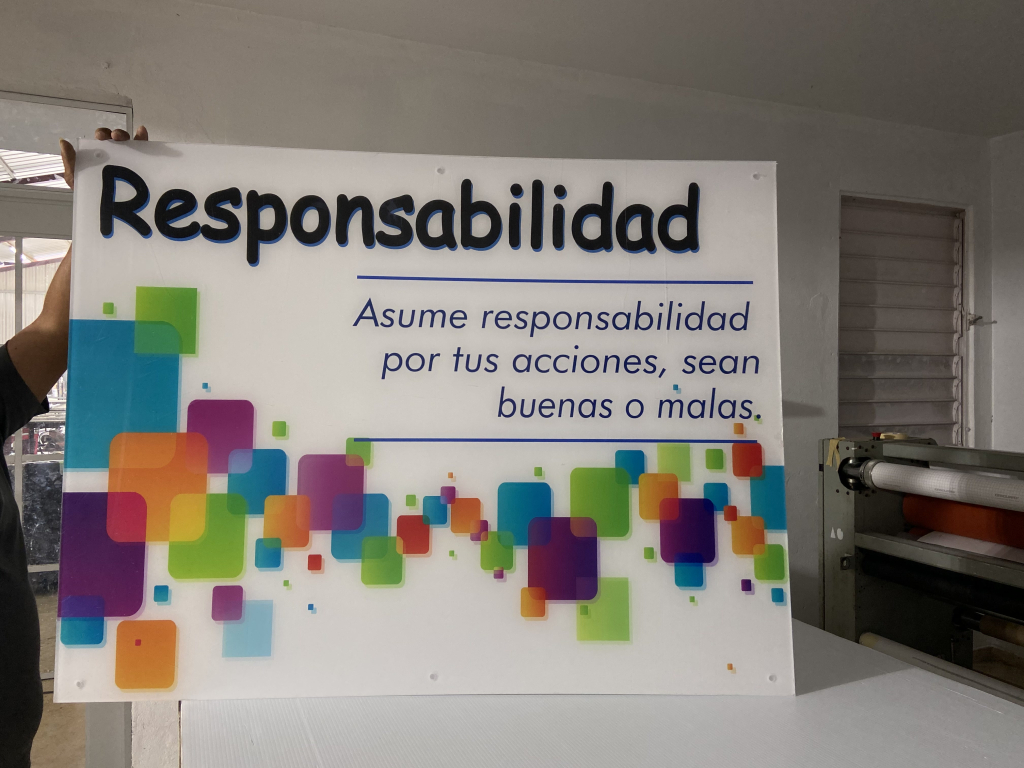 Responsabilidad
Asume responsabilidad
por tus acciones, sean
buenas o malas.